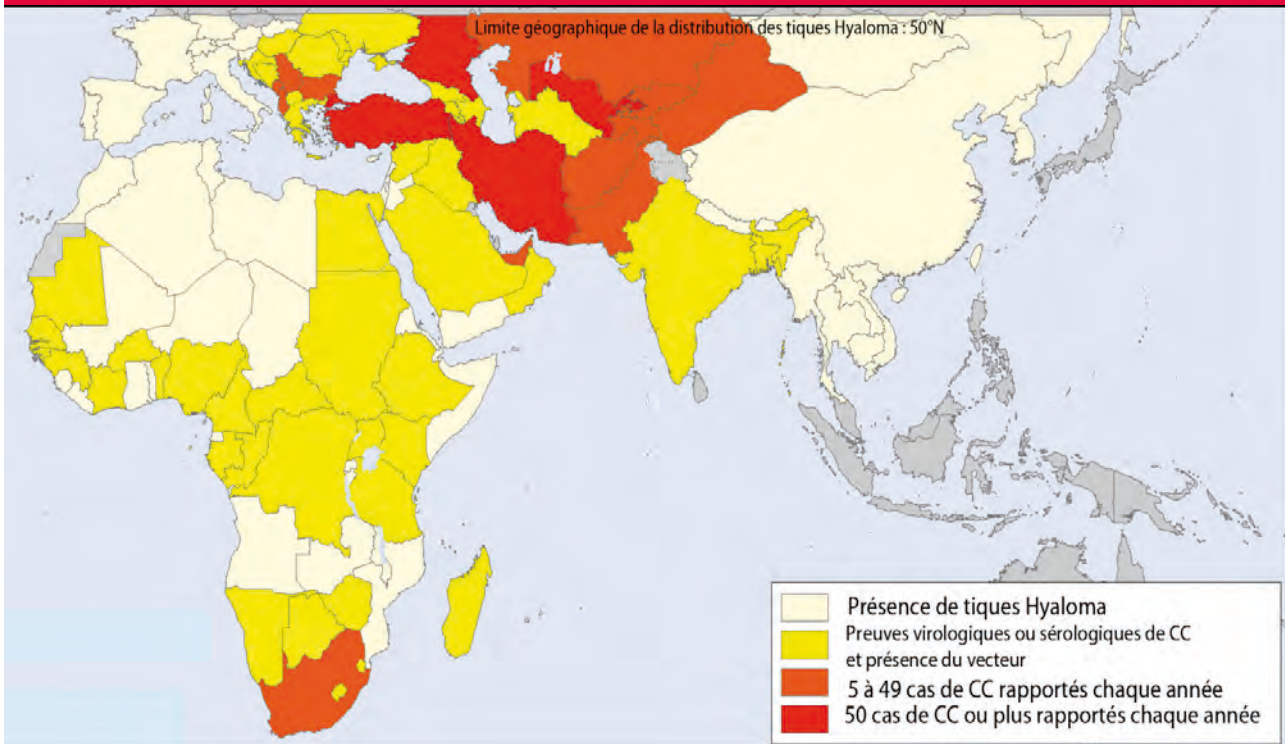 Limite géographique de la distribution des tiques Hyaloma : 50°N
Présence de tiques Hyaloma
Preuves virologiques ou sérologiques de CC
et présence du vecteur
5 à 49 cas de CC rapportés chaque année
50 cas de CC ou plus rapportés chaque année